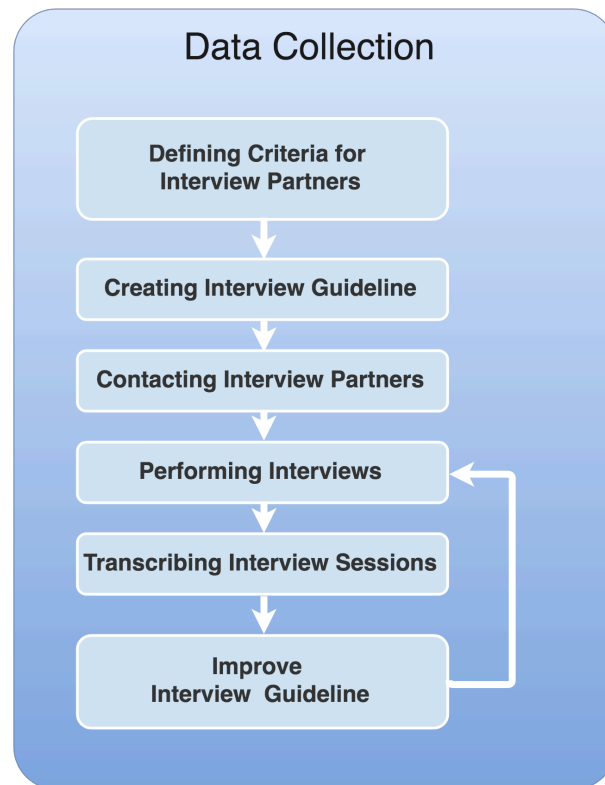 Data Collection
Defining Criteria for
Interview Partners
Creating Interview Guideline
Contacting Interview Partners
Performing Interviews
Transcribing Interview Sessions
Improve
Interview Guideline